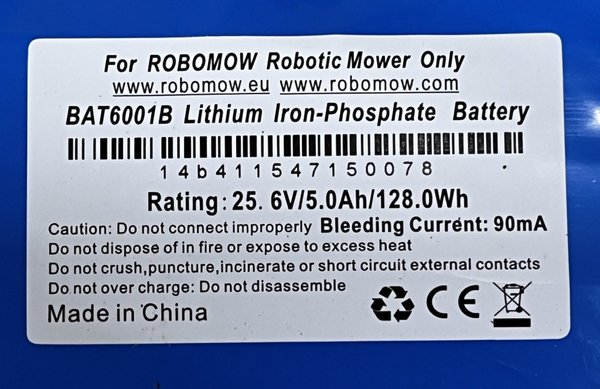 For ROBOMOW Robotic Mower Only
www.robomow.eu www.robomow.com
BAT6001B Lithium Iron-Phosphate Battery
14b411547150078
Rating: 25. 6V/5.0Ah/128.0Wh
Caution: Do not connect improperly Bleeding Current: 90mA
Do not dispose of in fire or expose to excess heat
Do not crush,puncture,incinerate or short circuit external contacts
Do not over charge: Do not disassemble
Made in China CE